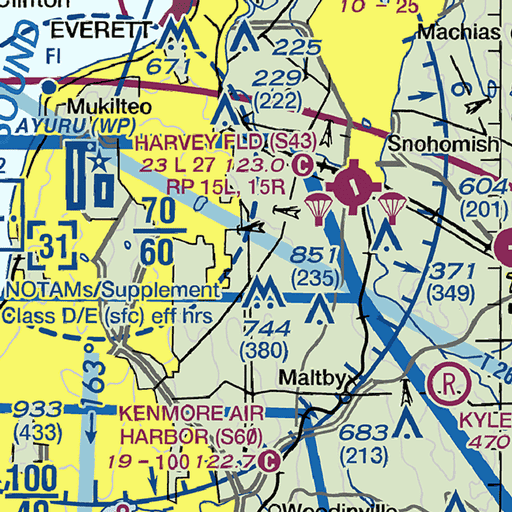 Clinton
EVERETT
671
225
10 - 25
Machias
SOUND
FI
229
(222)
Mukilteo
AYURU (WP)
HARVEY FLD (S43)
23 L 27 123.0 C
RP 15L, 15R
Snohomish
604
(201)
70
60
[31]
851
(235)
371
(349)
NOTAMs/Supplement
Class D/E (sfc) eff hrs
744
(380)
163°
Maltby
R
933
(433)
KENMORE AIR
HARBOR (S60)
19 - 100 122.7 C
683
(213)
KYLE
470
100
Woodinville